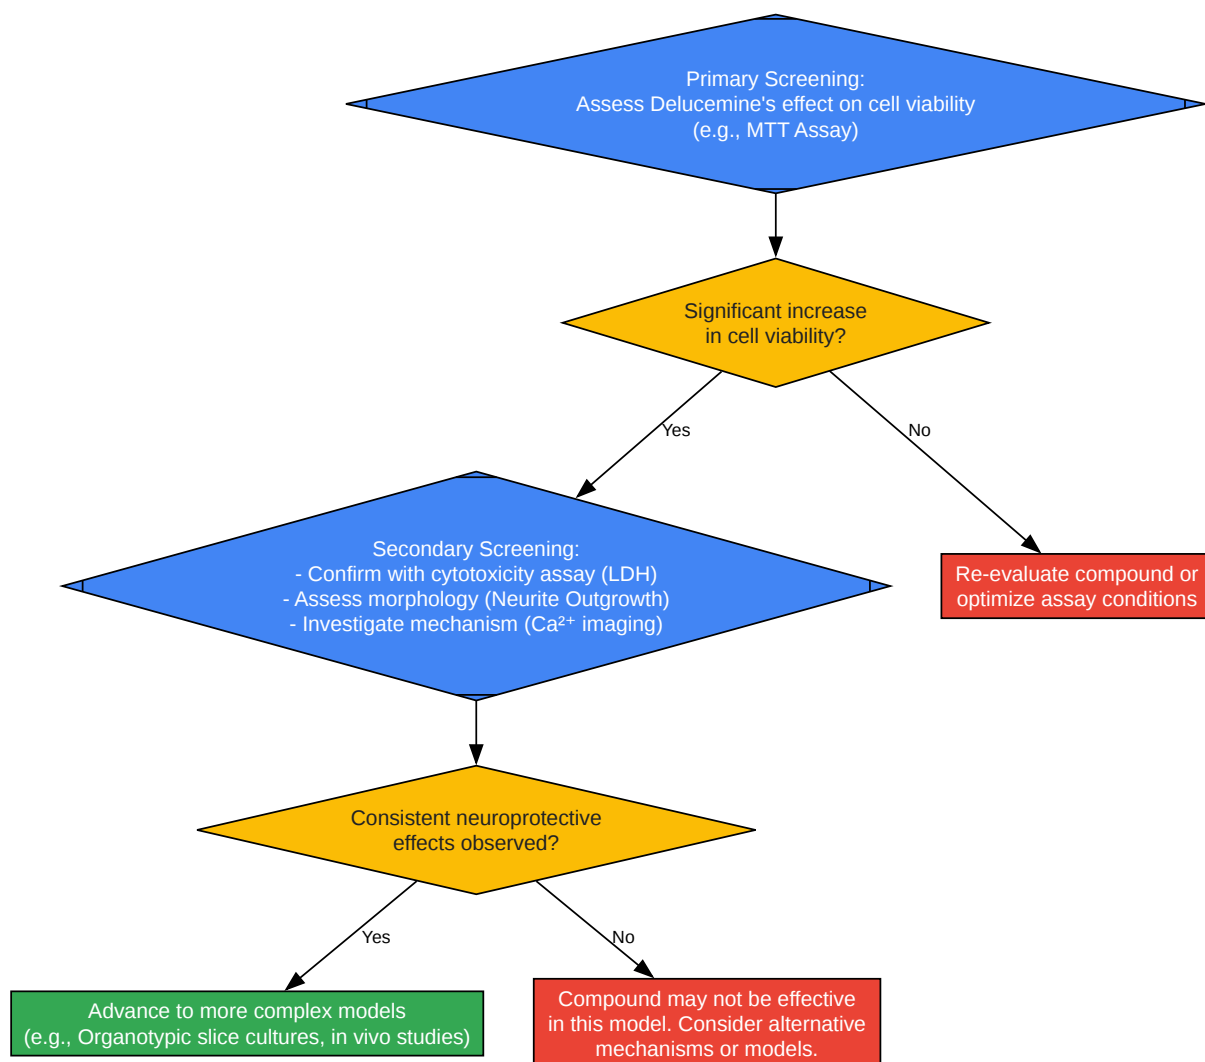 Primary Screening:
Assess Delucemine's effect on cell viability
(e.g., MTT Assay)
Significant increase
in cell viability?
Yes
No
Secondary Screening:
- Confirm with cytotoxicity assay (LDH)
- Assess morphology (Neurite Outgrowth)
- Investigate mechanism (Ca²⁺ imaging)
Re-evaluate compound or
optimize assay conditions
Consistent neuroprotective
effects observed?
Yes
No
Advance to more complex models
(e.g., Organotypic slice cultures, in vivo studies)
Compound may not be effective
in this model. Consider alternative
mechanisms or models.